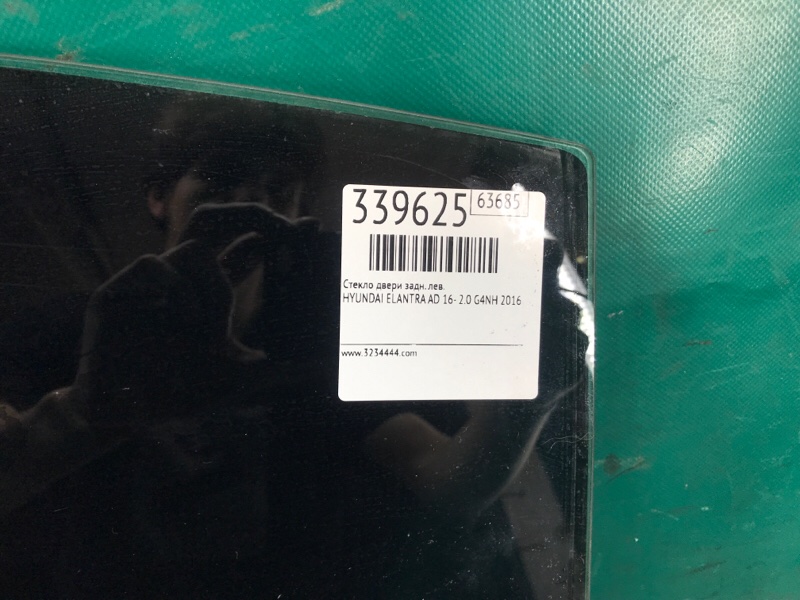 339625 63685
Стекло двери задн. лев.
HYUNDAI ELANTRA AD 16- 2.0 G4NH 2016
www.3234444.com